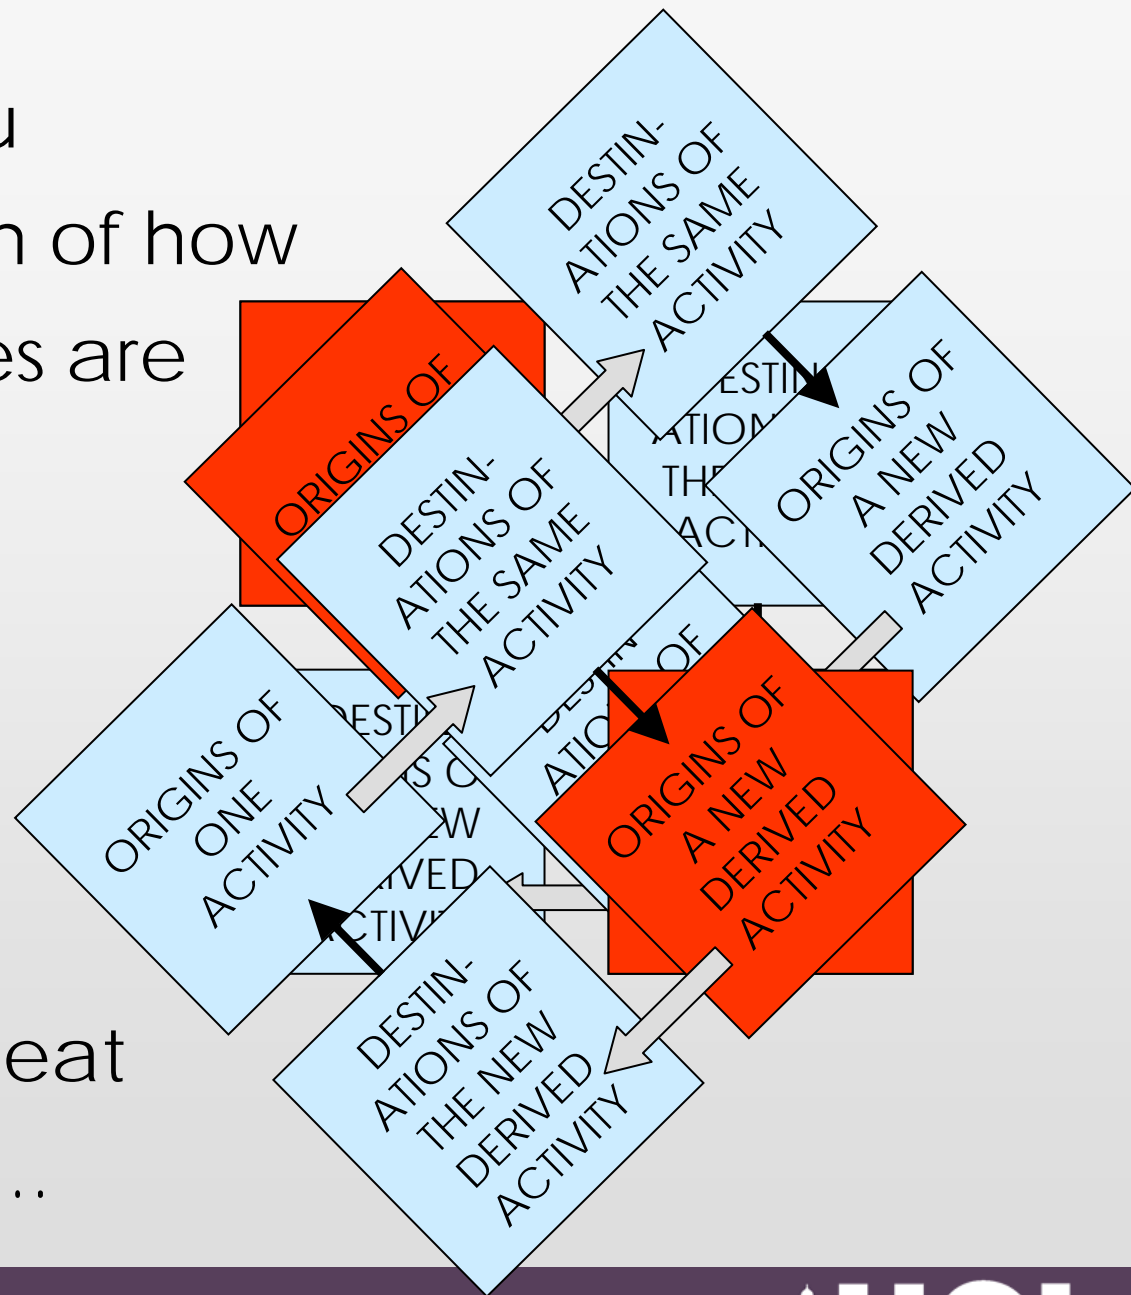 of how
are
DESTIN-
ATIONS OF
THE SAME
ACTIVITY
ORIGINS OF
A NEW
DERIVED
ACTIVITY
ORIGINS OF
DESTIN-
ATIONS OF
THE SAME
ACTIVITY
ORIGINS OF
ONE
ACTIVITY
ORIGINS OF
A NEW
DERIVED
ACTIVITY
DESTIN-
ATIONS OF
THE NEW
DERIVED
ACTIVITY